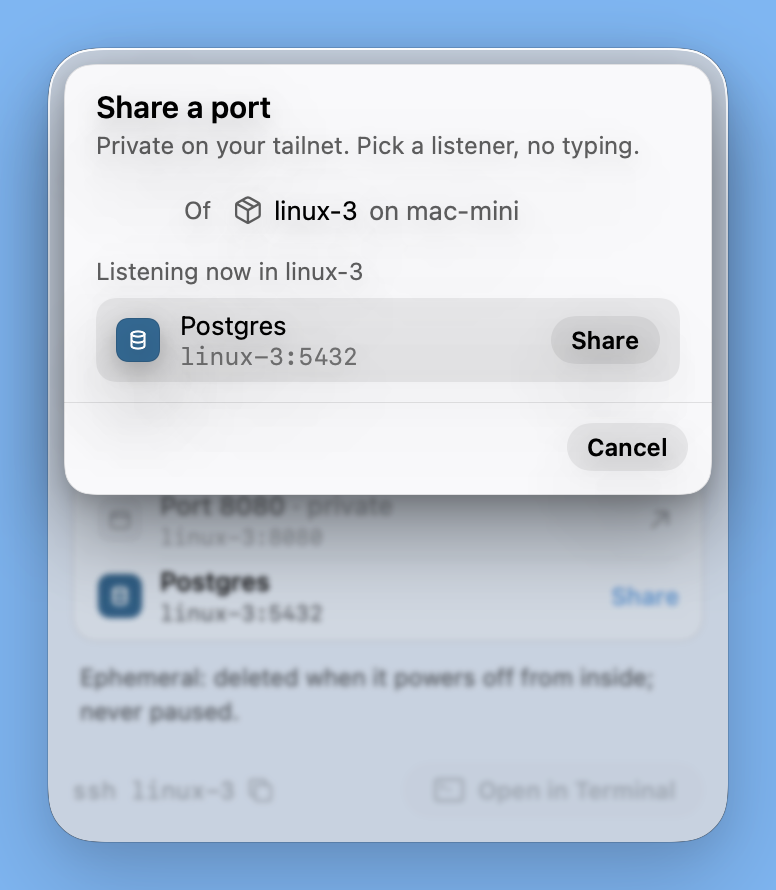 Share a port
Private on your tailnet. Pick a listener, no typing.
Of linux-3 on mac-mini
Listening now in linux-3
Postgres
linux-3:5432
Share
Cancel
Port 8080 · private
linux-3:8080
Postgres
linux-3:5432
Share
Ephemeral: deleted when it powers off from inside;
never paused.
ssh linux-3
Open in Terminal